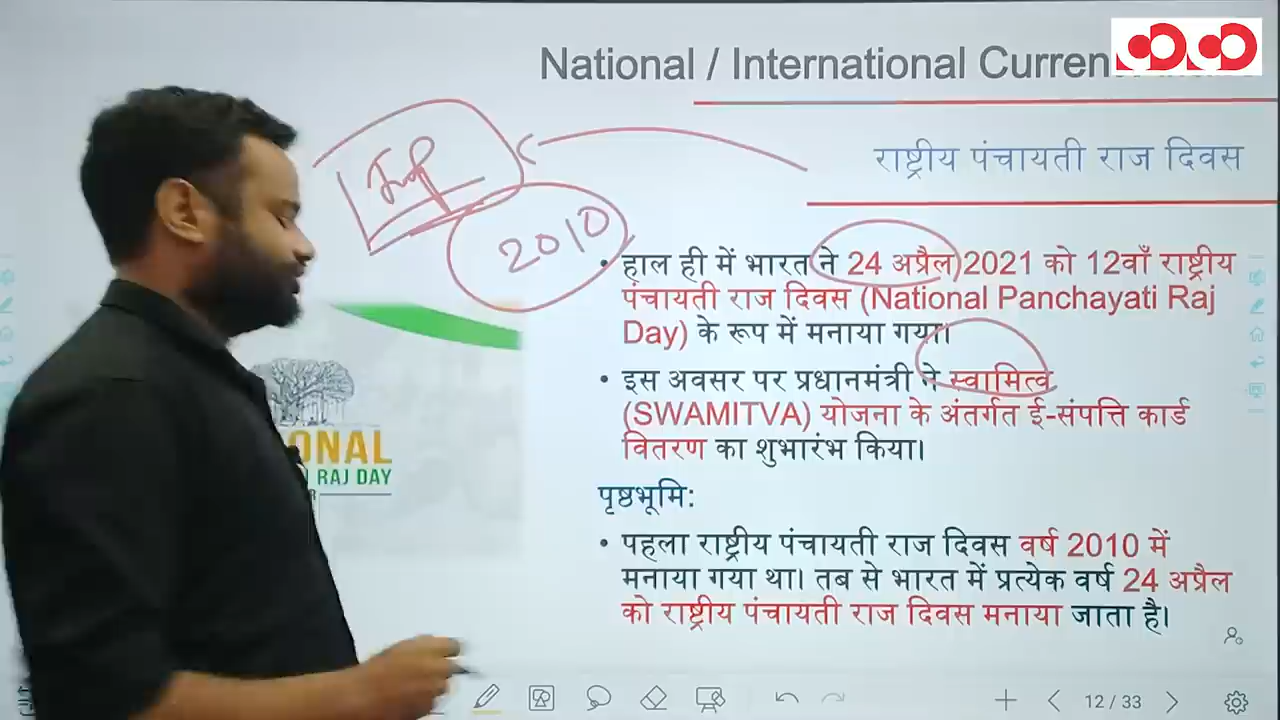 National / International Current
राष्ट्रीय पंचायती राज दिवस
Imp
2010
• हाल ही में भारत ने 24 अप्रैल 2021 को 12वाँ राष्ट्रीय
पंचायती राज दिवस (National Panchayati Raj
Day) के रूप में मनाया गया।
• इस अवसर पर प्रधानमंत्री ने स्वामित्व
(SWAMITVA) योजना के अंतर्गत ई-संपत्ति कार्ड
वितरण का शुभारंभ किया।
ONAL
RAJ DAY
पृष्ठभूमि:
• पहला राष्ट्रीय पंचायती राज दिवस वर्ष 2010 में
मनाया गया था। तब से भारत में प्रत्येक वर्ष 24 अप्रैल
को राष्ट्रीय पंचायती राज दिवस मनाया जाता है।
12 / 33